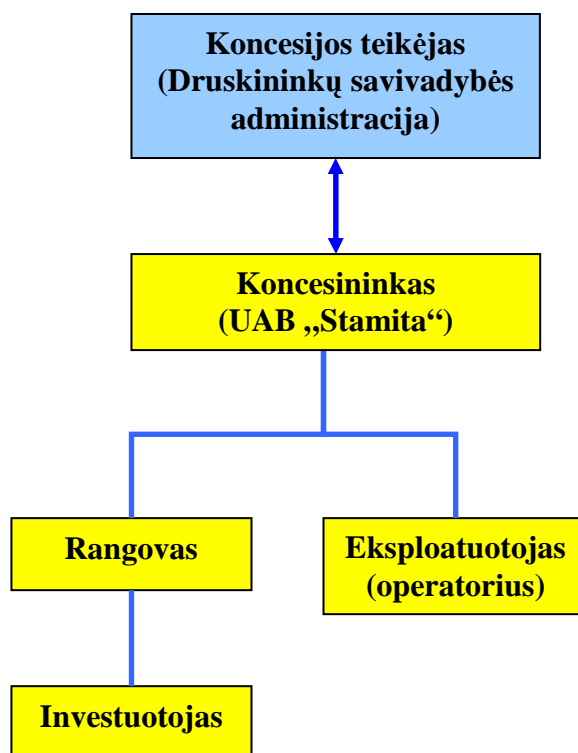 Koncesijos teikėjas
(Druskininkų savivadybės
administracija)
Koncesininkas
(UAB „Stamita“)
Rangovas
Eksploatuotojas
(operatorius)
Investuotojas